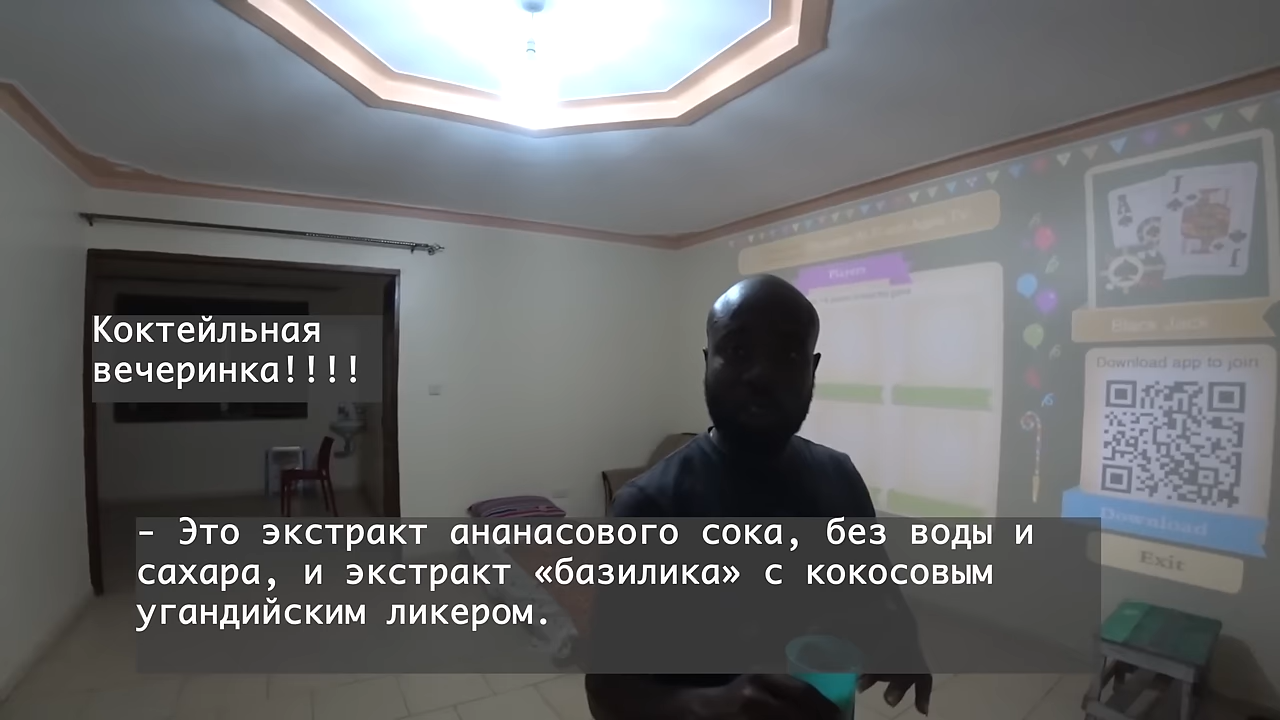 Players
Black Jack
Download app to join
Download
Exit
Коктейльная
вечеринка!!!!
- Это экстракт ананасового сока, без воды и
сахара, и экстракт «базилика» с кокосовым
угандийским ликером.